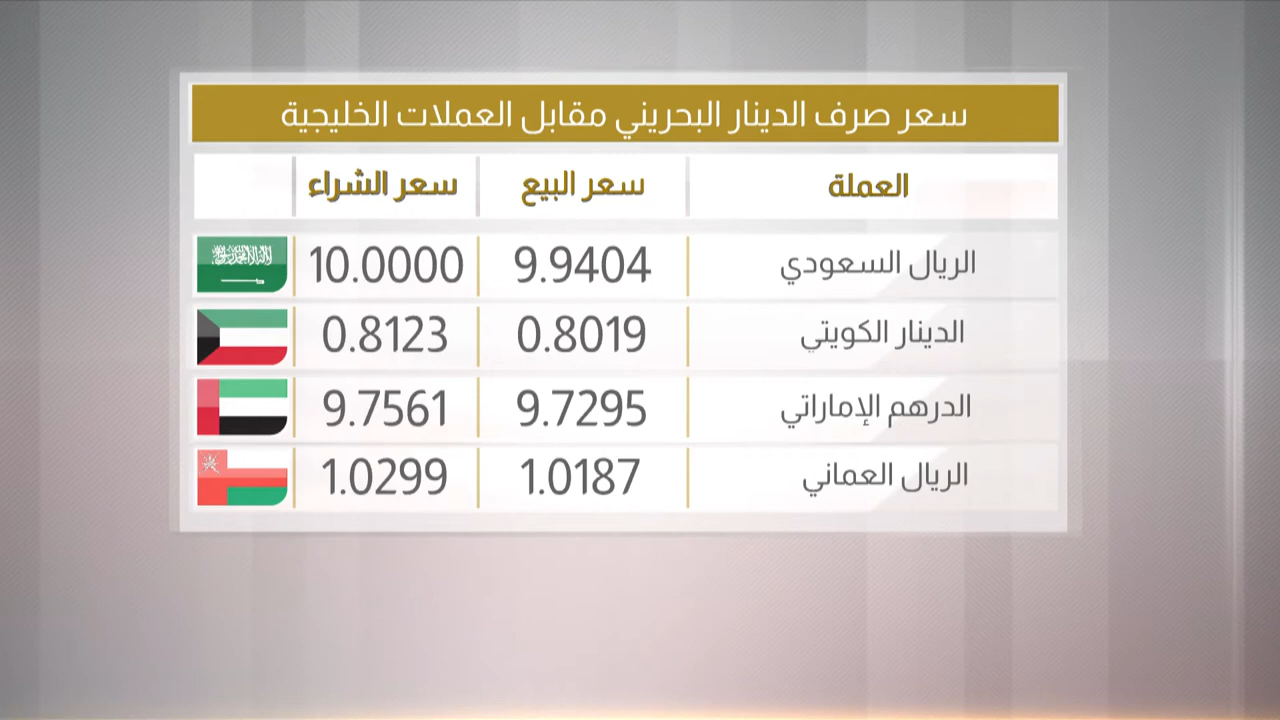 سعر صرف الدينار البحريني مقابل العملات الخليجية
العملة سعر البيع سعر الشراء
الريال السعودي 9.9404 10.0000
الدينار الكويتي 0.8019 0.8123
الدرهم الإماراتي 9.7295 9.7561
الريال العماني 1.0187 1.0299